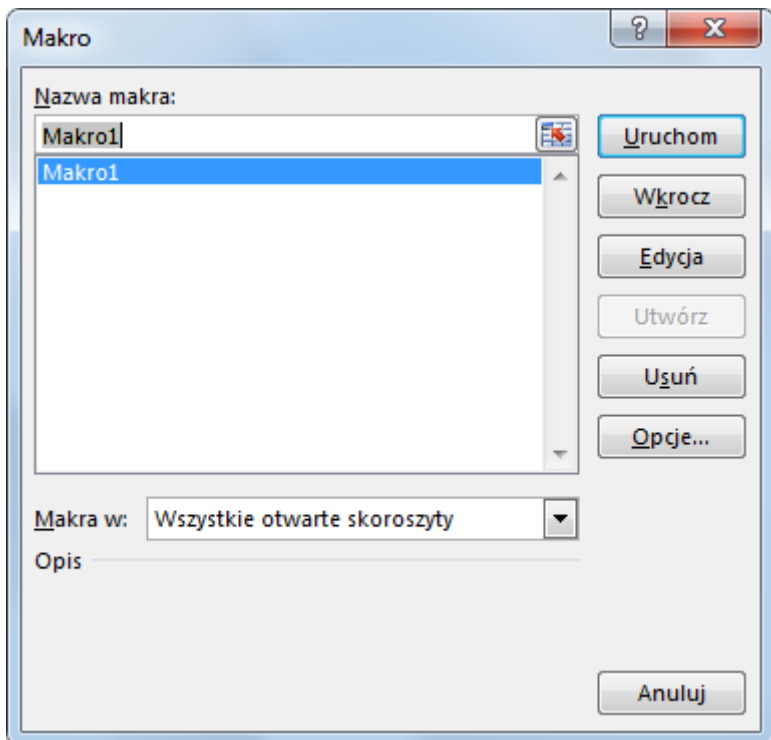 Makro
Nazwa makra:
Makro1
Makro1
Uruchom
Wkrocz
Edycja
Utwórz
Usuń
Opcje...
Makra w:
Wszystkie otwarte skoroszyty
Opis
Anuluj